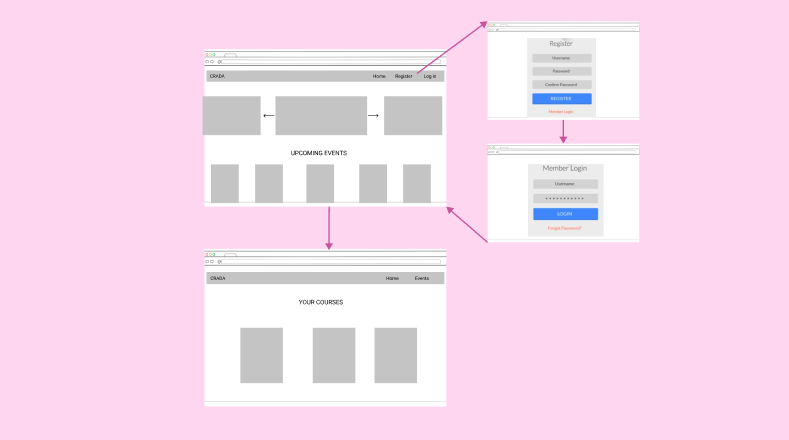 CRADA Home Register Log in
UPCOMING EVENTS
Register
Username
Password
Confirm Password
REGISTER
Member Login
Member Login
Username
LOGIN
Forgot Password?
CRADA Home Events
YOUR COURSES